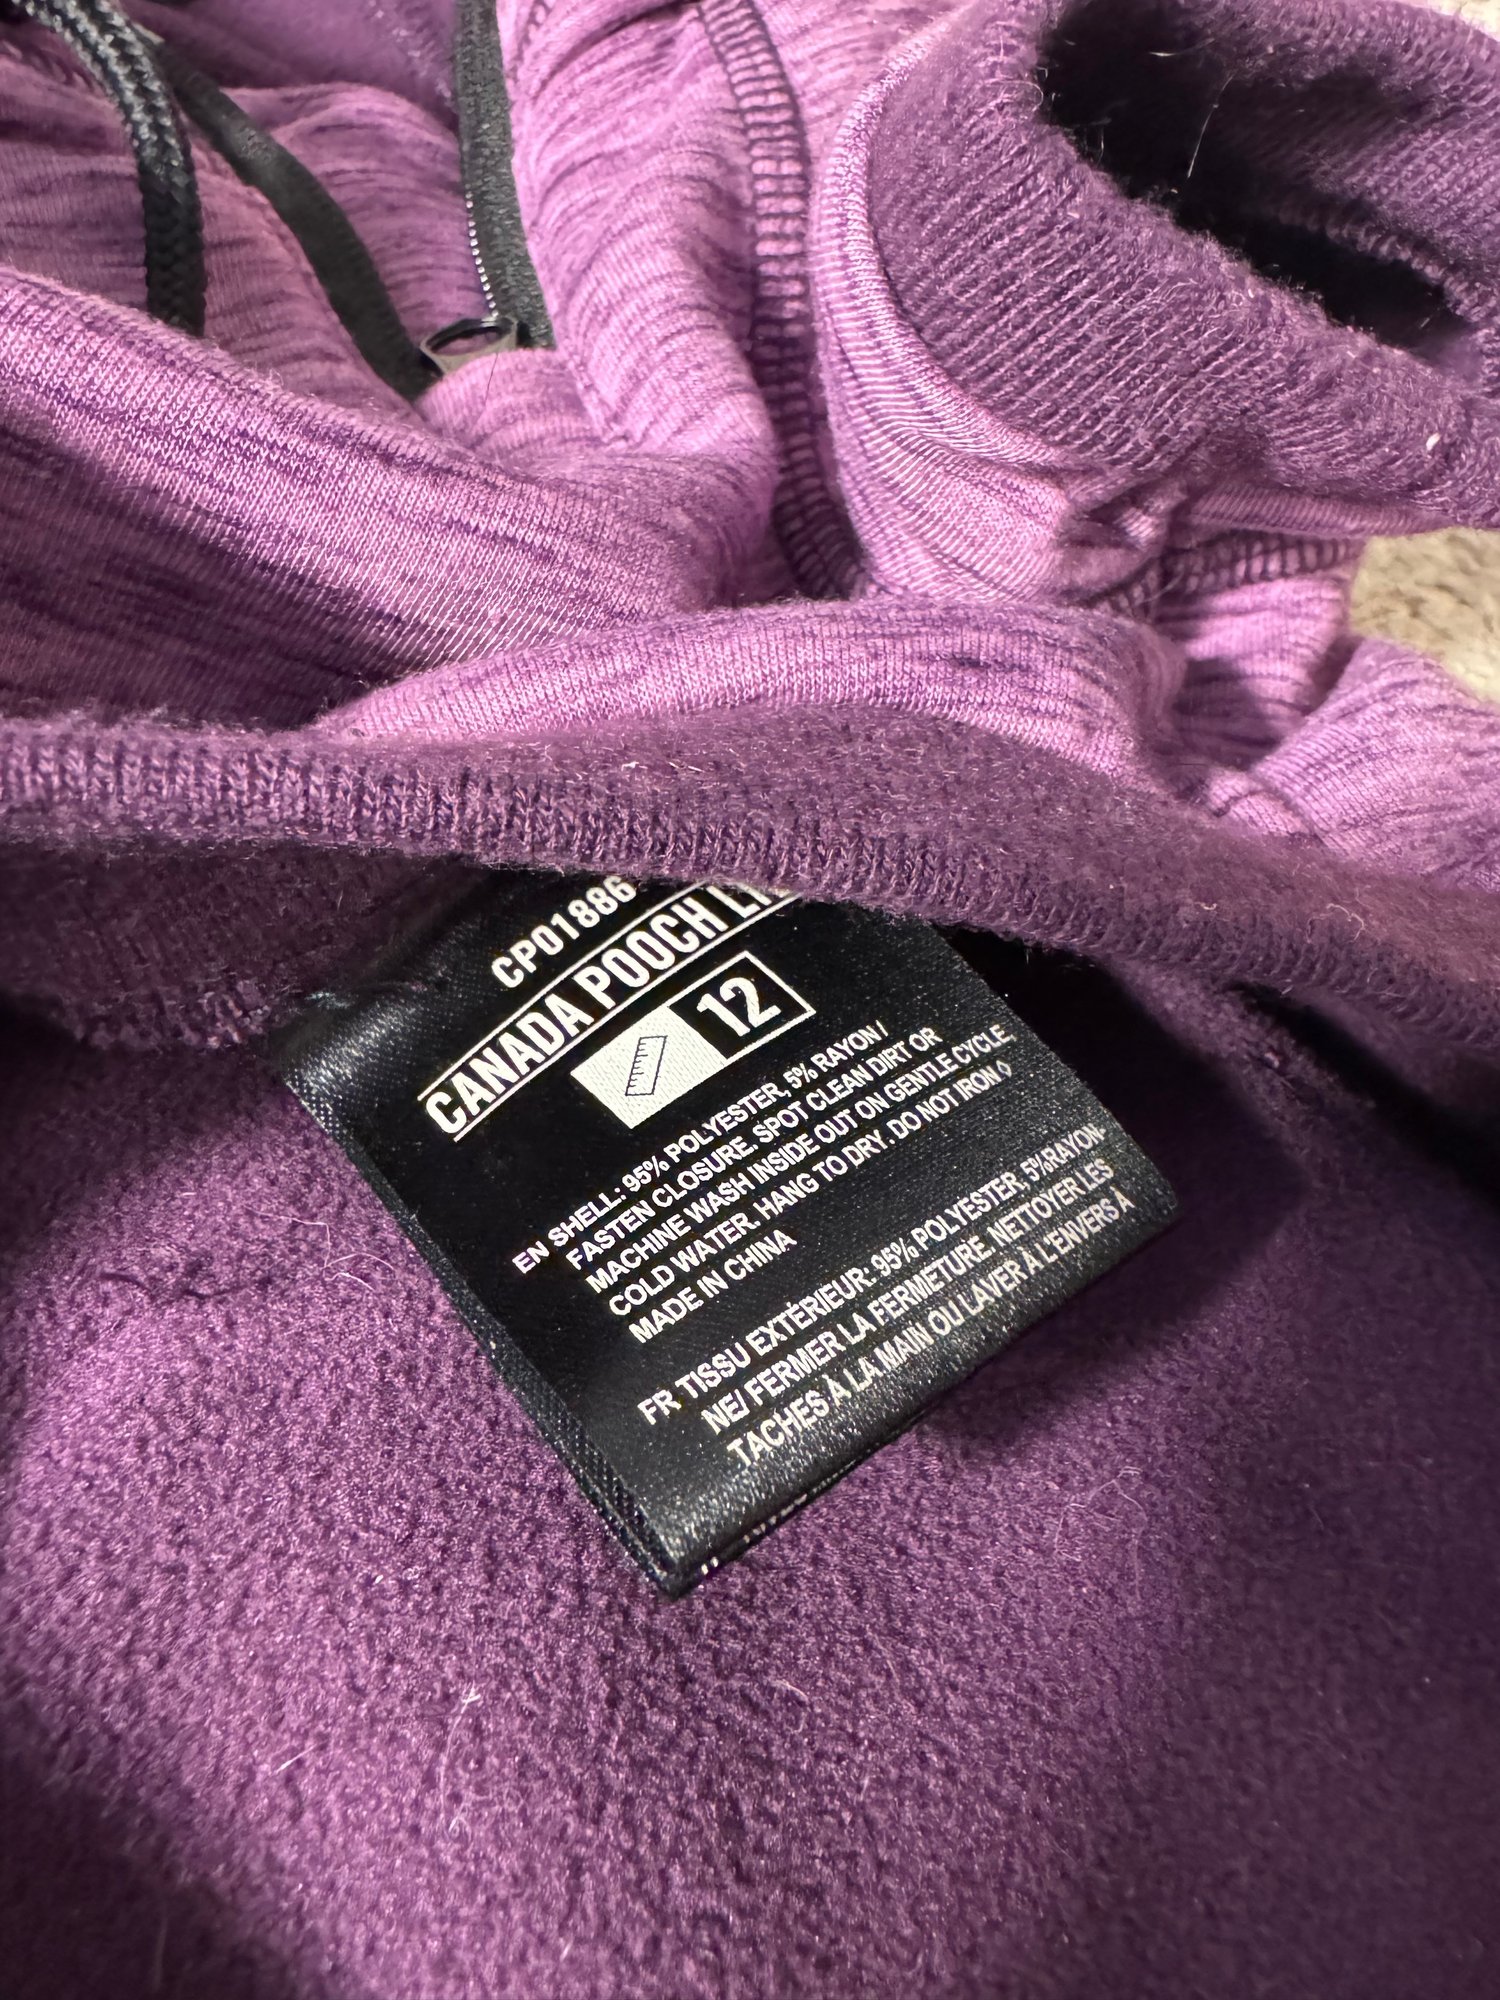 CP01886
CANADA POOCH
12
EN SHELL: 95% POLYESTER, 5% RAYON /
FASTEN CLOSURE. SPOT CLEAN DIRT OR
MACHINE WASH INSIDE OUT ON GENTLE CYCLE,
COLD WATER. HANG TO DRY. DO NOT IRON ◊
MADE IN CHINA
FR TISSU EXTÉRIEUR: 95% POLYESTER, 5%RAYON-
NE/ FERMER LA FERMETURE. NETTOYER LES
TACHES À LA MAIN OU LAVER À L'ENVERS À